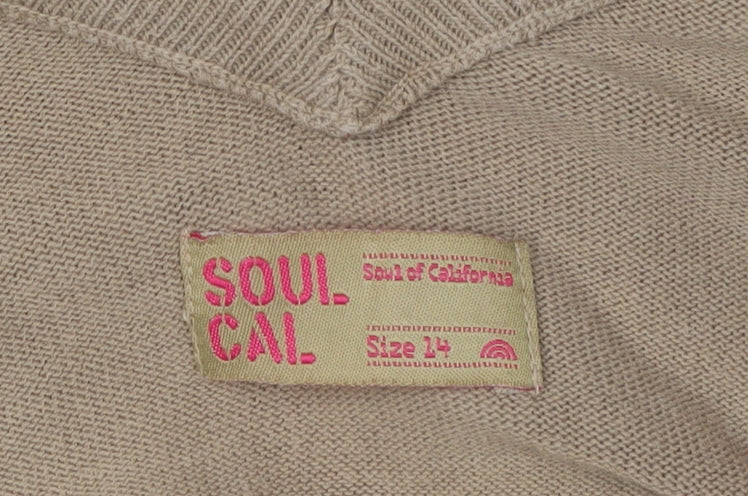 SOUL
CAL
Soul of California
Size 14